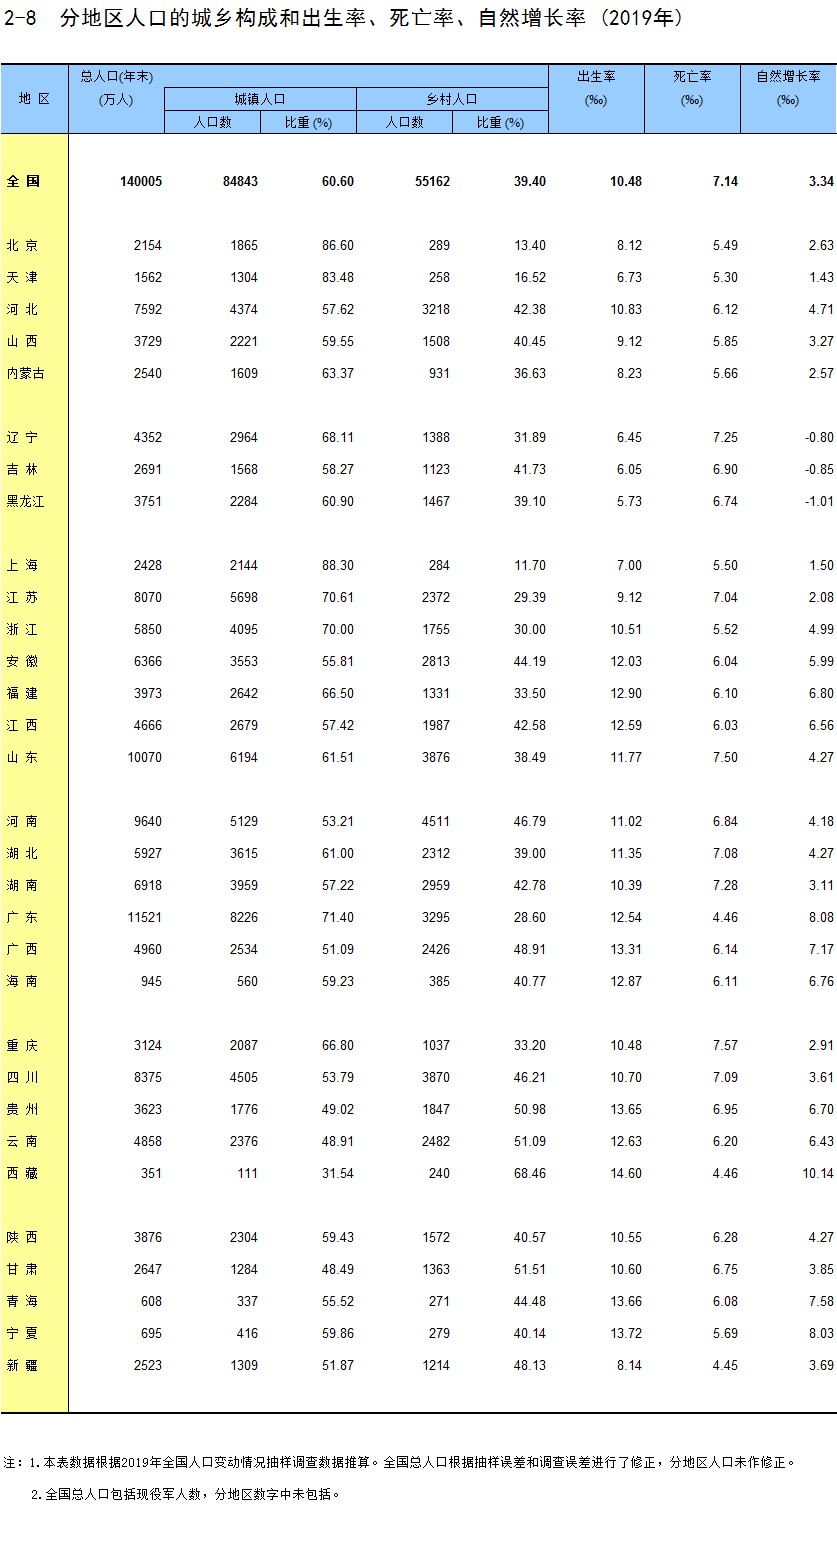 2-8 分地区人口的城乡构成和出生率、死亡率、自然增长率 (2019年)
地 区 总人口(年末) (万人) 城镇人口 乡村人口 出生率 (‰) 死亡率 (‰) 自然增长率 (‰)
人口数 比重(%) 人口数 比重(%)
全 国 140005 84843 60.60 55162 39.40 10.48 7.14 3.34
北 京 2154 1865 86.60 289 13.40 8.12 5.49 2.63
天 津 1562 1304 83.48 258 16.52 6.73 5.30 1.43
河 北 7592 4374 57.62 3218 42.38 10.83 6.12 4.71
山 西 3729 2221 59.55 1508 40.45 9.12 5.85 3.27
内蒙古 2540 1609 63.37 931 36.63 8.23 5.66 2.57
辽 宁 4352 2964 68.11 1388 31.89 6.45 7.25 -0.80
吉 林 2691 1568 58.27 1123 41.73 6.05 6.90 -0.85
黑龙江 3751 2284 60.90 1467 39.10 5.73 6.74 -1.01
上 海 2428 2144 88.30 284 11.70 7.00 5.50 1.50
江 苏 8070 5698 70.61 2372 29.39 9.12 7.04 2.08
浙 江 5850 4095 70.00 1755 30.00 10.51 5.52 4.99
安 徽 6366 3553 55.81 2813 44.19 12.03 6.04 5.99
福 建 3973 2642 66.50 1331 33.50 12.90 6.10 6.80
江 西 4666 2679 57.42 1987 42.58 12.59 6.03 6.56
山 东 10070 6194 61.51 3876 38.49 11.77 7.50 4.27
河 南 9640 5129 53.21 4511 46.79 11.02 6.84 4.18
湖 北 5927 3615 61.00 2312 39.00 11.35 7.08 4.27
湖 南 6918 3959 57.22 2959 42.78 10.39 7.28 3.11
广 东 11521 8226 71.40 3295 28.60 12.54 4.46 8.08
广 西 4960 2534 51.09 2426 48.91 13.31 6.14 7.17
海 南 945 560 59.23 385 40.77 12.87 6.11 6.76
重 庆 3124 2087 66.80 1037 33.20 10.48 7.57 2.91
四 川 8375 4505 53.79 3870 46.21 10.70 7.09 3.61
贵 州 3623 1776 49.02 1847 50.98 13.65 6.95 6.70
云 南 4858 2376 48.91 2482 51.09 12.63 6.20 6.43
西 藏 351 111 31.54 240 68.46 14.60 4.46 10.14
陕 西 3876 2304 59.43 1572 40.57 10.55 6.28 4.27
甘 肃 2647 1284 48.49 1363 51.51 10.60 6.75 3.85
青 海 608 337 55.52 271 44.48 13.66 6.08 7.58
宁 夏 695 416 59.86 279 40.14 13.72 5.69 8.03
新 疆 2523 1309 51.87 1214 48.13 8.14 4.45 3.69
注：1.本表数据根据2019年全国人口变动情况抽样调查数据推算。全国总人口根据抽样误差和调查误差进行了修正，分地区人口未作修正。
2.全国总人口包括现役军人数，分地区数字中未包括。